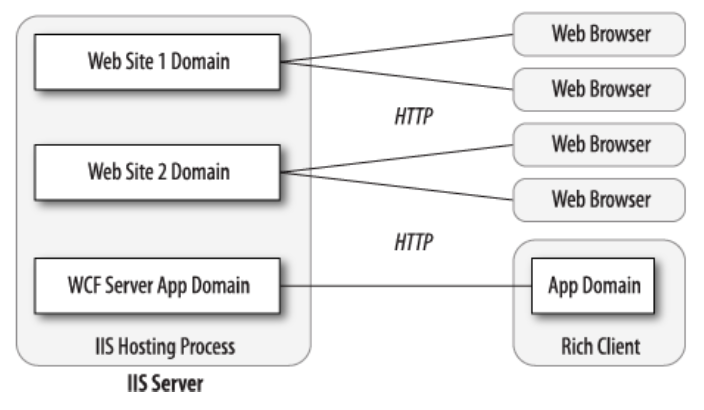 Web Site 1 Domain
Web Browser
Web Browser
HTTP
Web Site 2 Domain
Web Browser
Web Browser
HTTP
WCF Server App Domain
App Domain
IIS Hosting Process
Rich Client
IIS Server